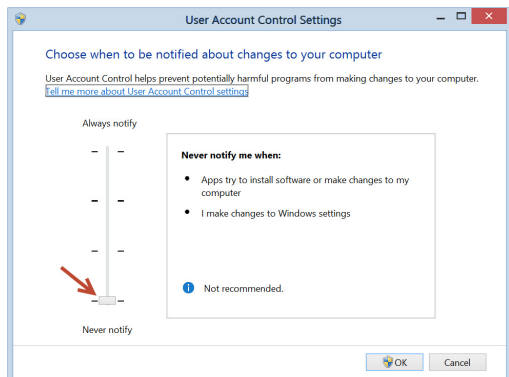 User Account Control Settings
Choose when to be notified about changes to your computer
User Account Control helps prevent potentially harmful programs from making changes to your computer.
Tell me more about User Account Control settings
Always notify
Never notify me when:
Apps try to install software or make changes to my
computer
I make changes to Windows settings
Not recommended.
Never notify
OK
Cancel